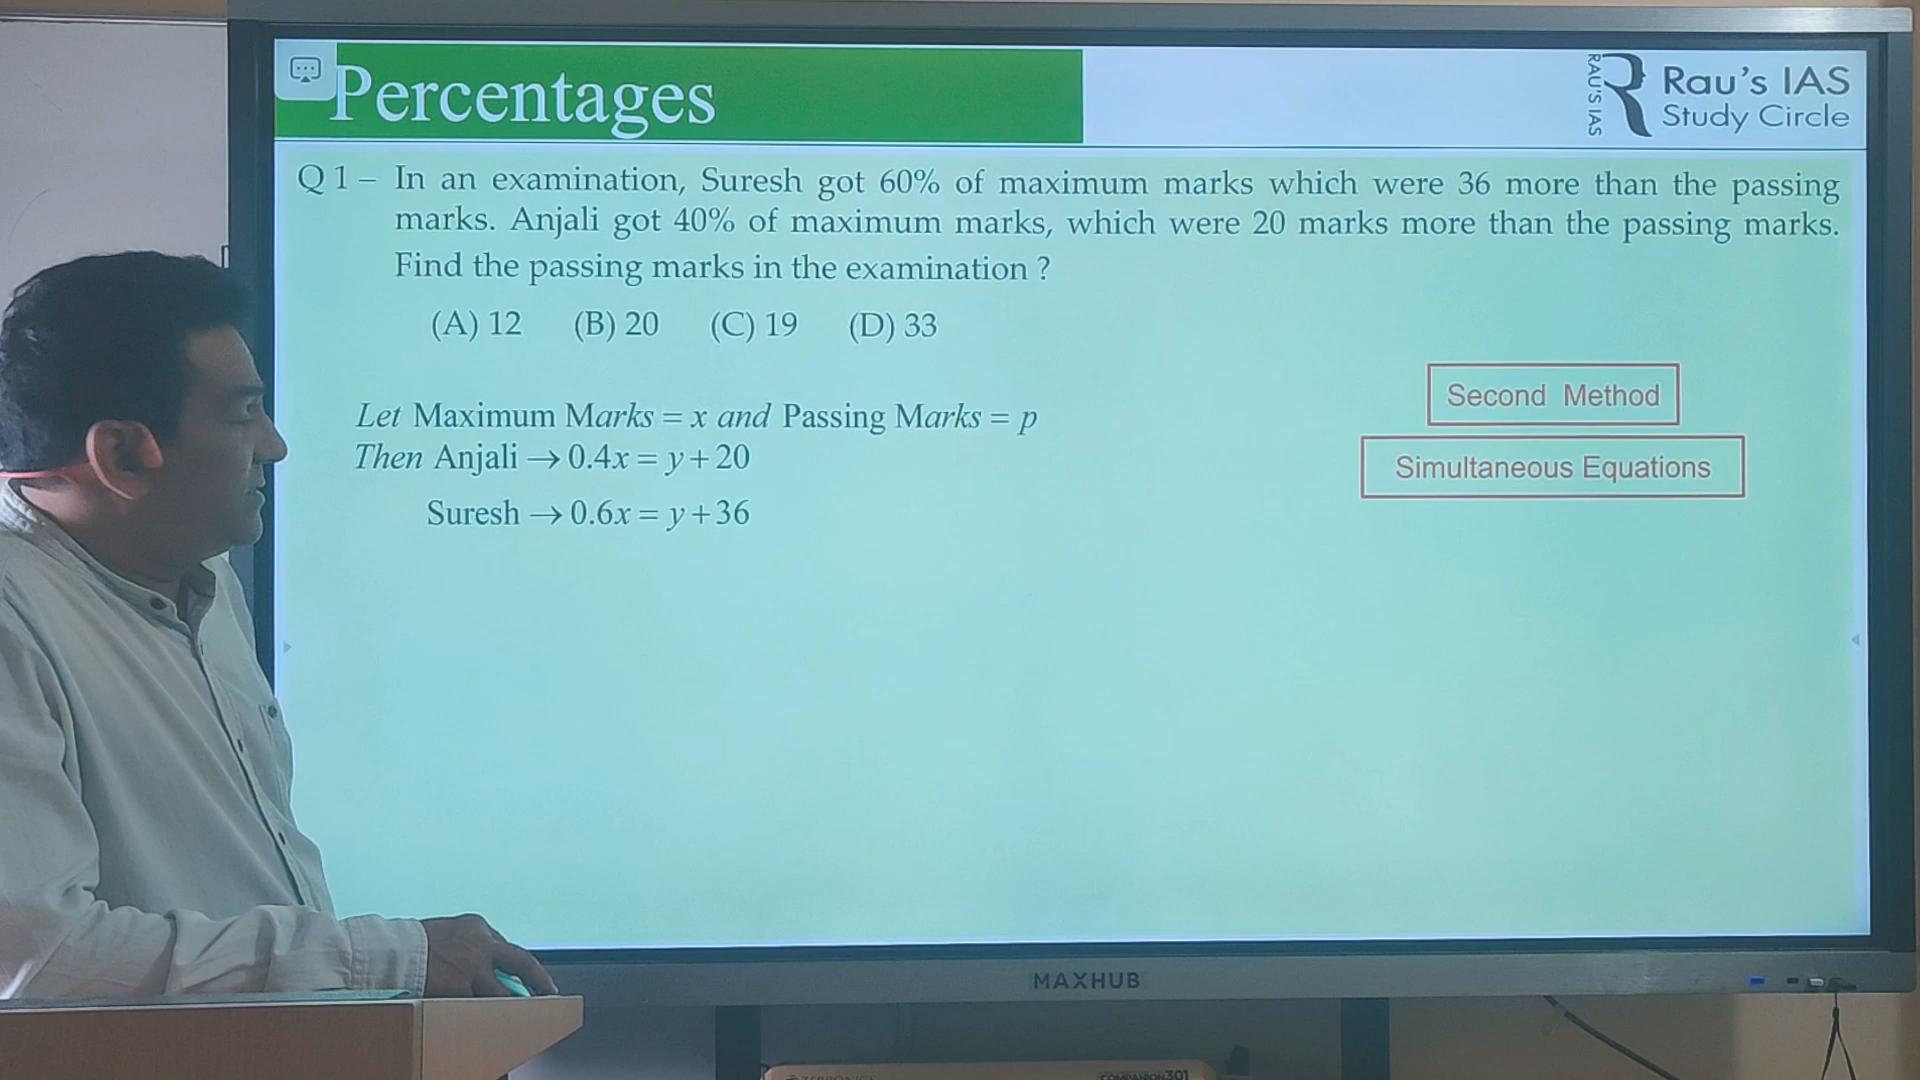 Percentages
RAU'S IAS
Rau's IAS
Study Circle
Q 1 – In an examination, Suresh got 60% of maximum marks which were 36 more than the passing
marks. Anjali got 40% of maximum marks, which were 20 marks more than the passing marks.
Find the passing marks in the examination ?
(A) 12 (B) 20 (C) 19 (D) 33
Second Method
Let Maximum Marks = x and Passing Marks = p
Then Anjali → 0.4x = y + 20
Simultaneous Equations
Suresh → 0.6x = y + 36
MAXHUB
COMPANION 301